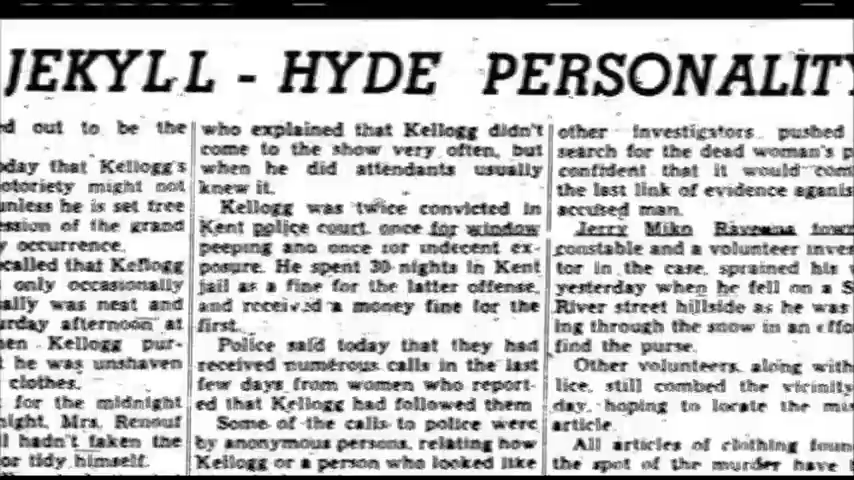 JEKYLL - HYDE PERSONALITY
ed out to be the
oday that Kellogg's
otoriety might not
unless he is set free
ession of the grand
y occurrence.
called that Kellogg
only occasionally
ally was neat and
urday afternoon at
hen Kellogg pur-
t he was unshaven
clothes.
for the midnight
night, Mrs. Renouf
l hadn't taken the
or tidy himself.
who explained that Kellogg didn't
come to the show very often, but
when he did attendants usually
knew it.
Kellogg was twice convicted in
Kent police court, once for window
peeping and once for indecent ex-
posure. He spent 30 nights in Kent
jail as a fine for the latter offense,
and received a money fine for the
first.
Police said today that they had
received numerous calls in the last
few days from women who report-
ed that Kellogg had followed them
Some of the calls to police were
by anonymous persons, relating how
Kellogg or a person who looked like
other investigators pushed
search for the dead woman's p
confident that it would com
the last link of evidence aganis
accused man.
Jerry Mike Ravenna town
constable and a volunteer inves
tor in the case, sprained his
yesterday when he fell on a S
River street hillside as he was
ing through the snow in an effo
find the purse.
Other volunteers, along with
lice, still combed the vicinity
day, hoping to locate the mis
article.
All articles of clothing foun
the spot of the murder have